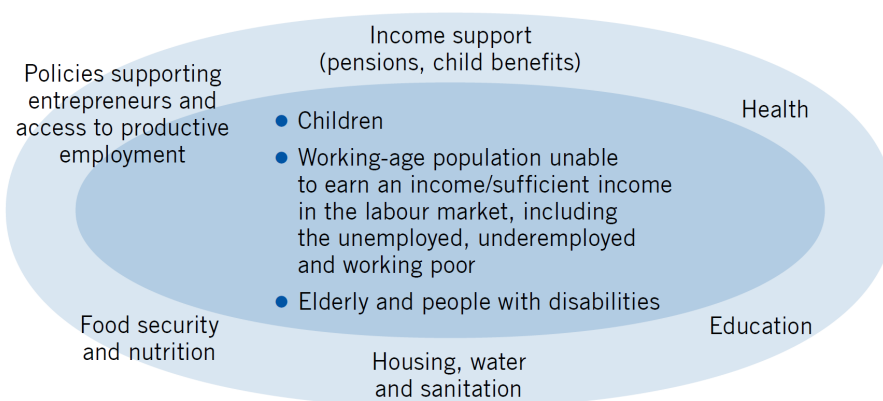 Income support
(pensions, child benefits)
Policies supporting
entrepreneurs and
access to productive
employment
Health
● Children
● Working-age population unable
to earn an income/sufficient income
in the labour market, including
the unemployed, underemployed
and working poor
● Elderly and people with disabilities
Food security
and nutrition
Education
Housing, water
and sanitation